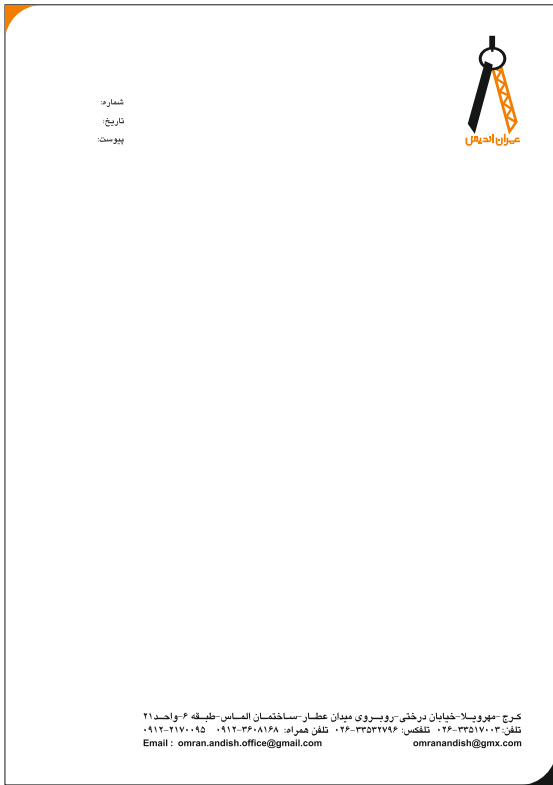 شماره:
تاریخ:
پیوست:
عمران اندیش
کرج-مهرویلا-خیابان درختی-روبروی میدان عطار-ساختمان الماس-طبقه ۶-واحد۲۱
تلفن: ۳۳۵۱۷۰۰۳-۰۲۶ تلفکس: ۳۳۵۳۲۷۹۶-۰۲۶ تلفن همراه: ۳۶۰۸۱۶۸-۰۹۱۲ ۲۱۷۰۰۹۵-۰۹۱۲
Email : omran.andish.office@gmail.com omranandish@gmx-com